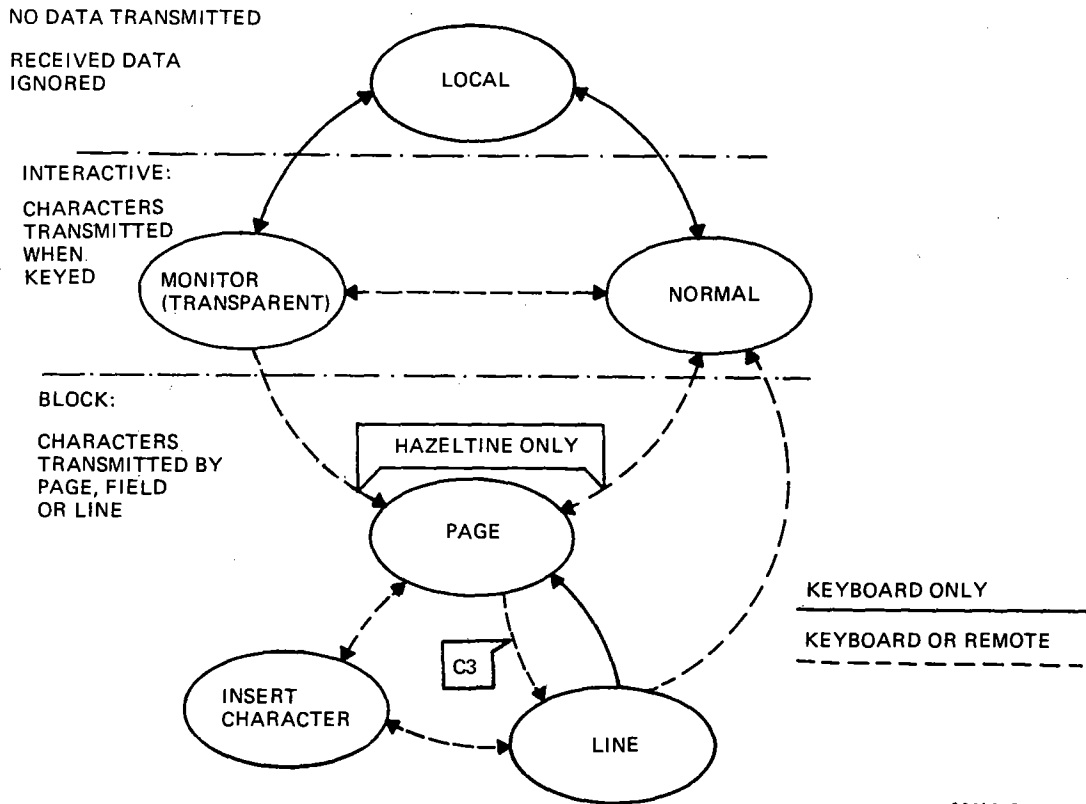 NO DATA TRANSMITTED
RECEIVED DATA
IGNORED
LOCAL
INTERACTIVE:
CHARACTERS
TRANSMITTED
WHEN
KEYED
MONITOR
(TRANSPARENT)
NORMAL
BLOCK:
CHARACTERS
TRANSMITTED BY
PAGE, FIELD
OR LINE
HAZELTINE ONLY
PAGE
KEYBOARD ONLY
KEYBOARD OR REMOTE
C3
INSERT
CHARACTER
LINE